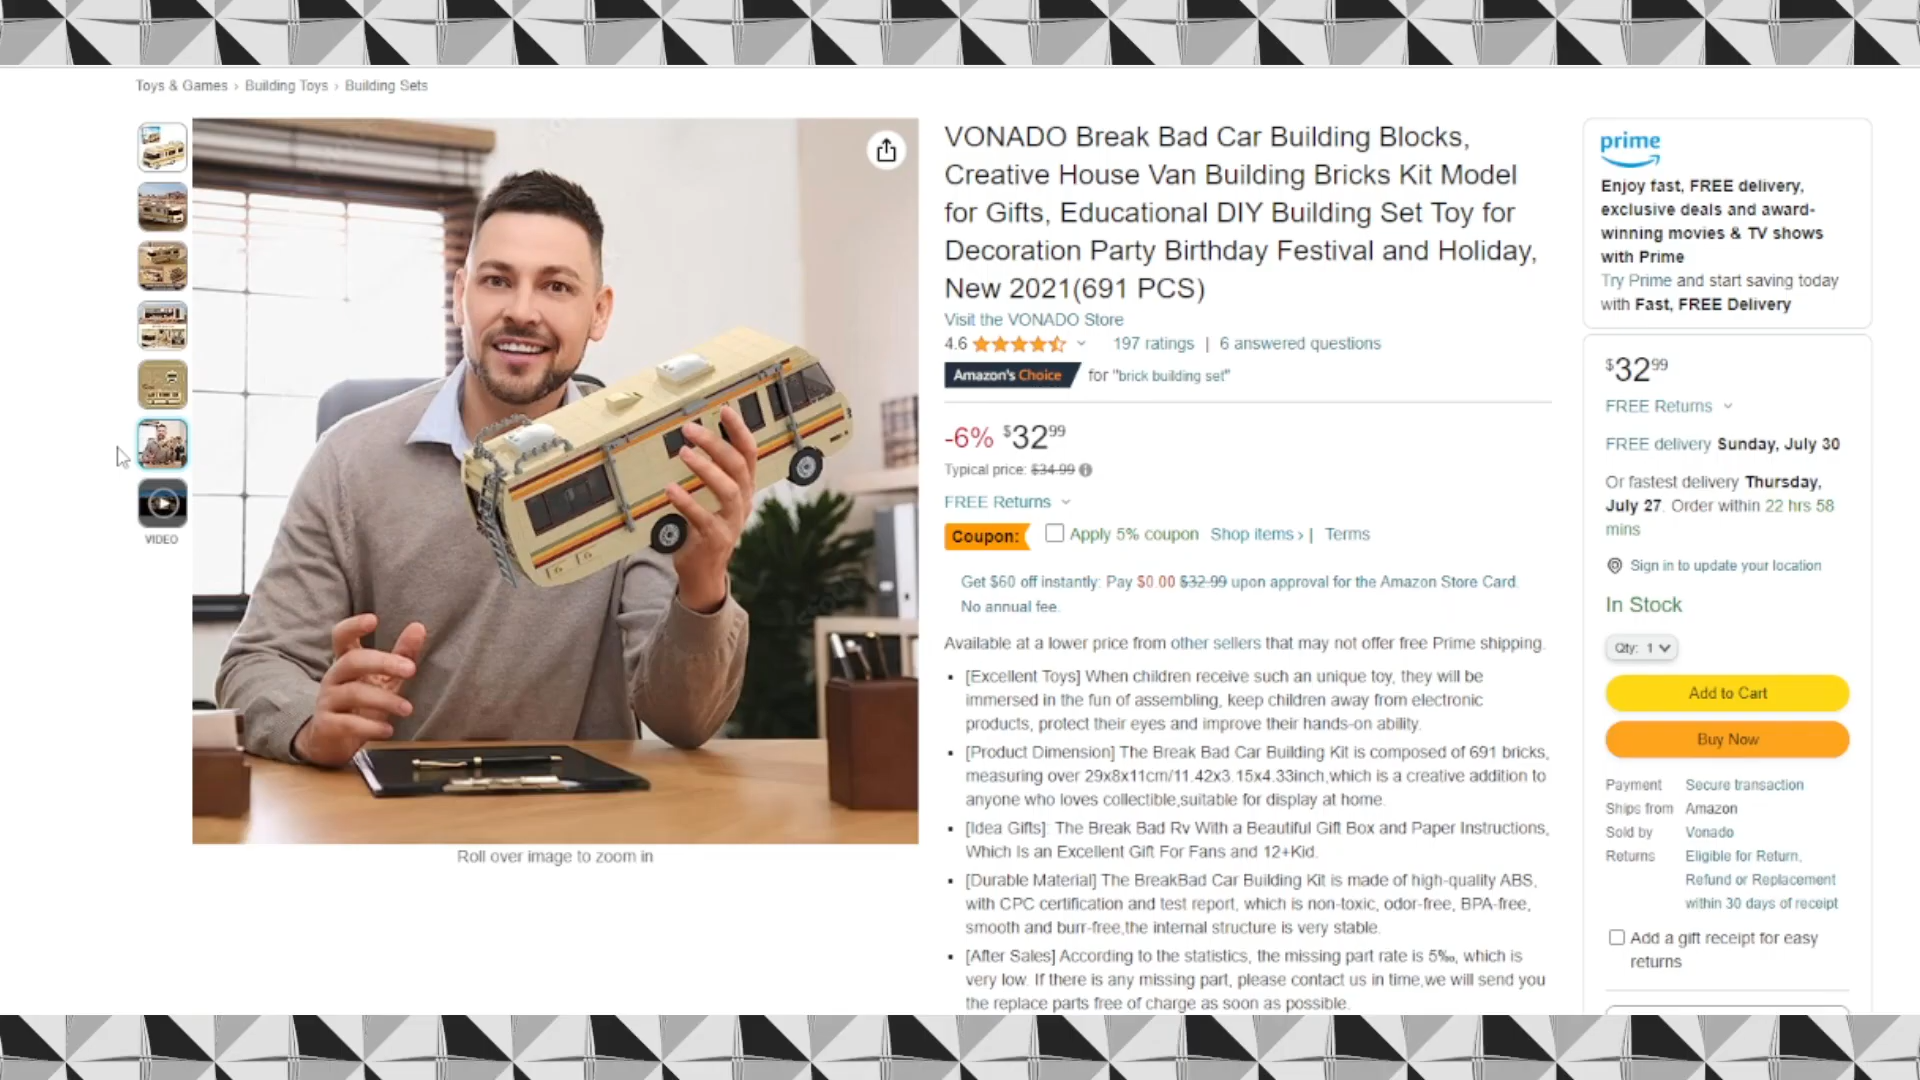 Toys & Games › Building Toys › Building Sets
VIDEO
Roll over image to zoom in
VONADO Break Bad Car Building Blocks,
Creative House Van Building Bricks Kit Model
for Gifts, Educational DIY Building Set Toy for
Decoration Party Birthday Festival and Holiday,
New 2021(691 PCS)
Visit the VONADO Store
4.6 197 ratings | 6 answered questions
Amazon's Choice for "brick building set"
-6% $32 99
Typical price: $34.99
FREE Returns
Coupon: Apply 5% coupon Shop items › | Terms
Get $60 off instantly: Pay $0.00 $32.99 upon approval for the Amazon Store Card.
No annual fee.
Available at a lower price from other sellers that may not offer free Prime shipping.
[Excellent Toys] When children receive such an unique toy, they will be
immersed in the fun of assembling, keep children away from electronic
products, protect their eyes and improve their hands-on ability.
[Product Dimension] The Break Bad Car Building Kit is composed of 691 bricks,
measuring over 29x8x11cm/11.42x3.15x4.33inch,which is a creative addition to
anyone who loves collectible,suitable for display at home.
[Idea Gifts]: The Break Bad Rv With a Beautiful Gift Box and Paper Instructions,
Which Is an Excellent Gift For Fans and 12+Kid.
[Durable Material] The BreakBad Car Building Kit is made of high-quality ABS,
with CPC certification and test report, which is non-toxic, odor-free, BPA-free,
smooth and burr-free,the internal structure is very stable.
[After Sales] According to the statistics, the missing part rate is 5‰, which is
very low. If there is any missing part, please contact us in time,we will send you
the replace parts free of charge as soon as possible.
prime
Enjoy fast, FREE delivery,
exclusive deals and award-
winning movies & TV shows
with Prime
Try Prime and start saving today
with Fast, FREE Delivery
$32 99
FREE Returns
FREE delivery Sunday, July 30
Or fastest delivery Thursday,
July 27. Order within 22 hrs 58
mins
Sign in to update your location
In Stock
Qty: 1
Add to Cart
Buy Now
Payment Secure transaction
Ships from Amazon
Sold by Vonado
Returns Eligible for Return,
Refund or Replacement
within 30 days of receipt
Add a gift receipt for easy
returns